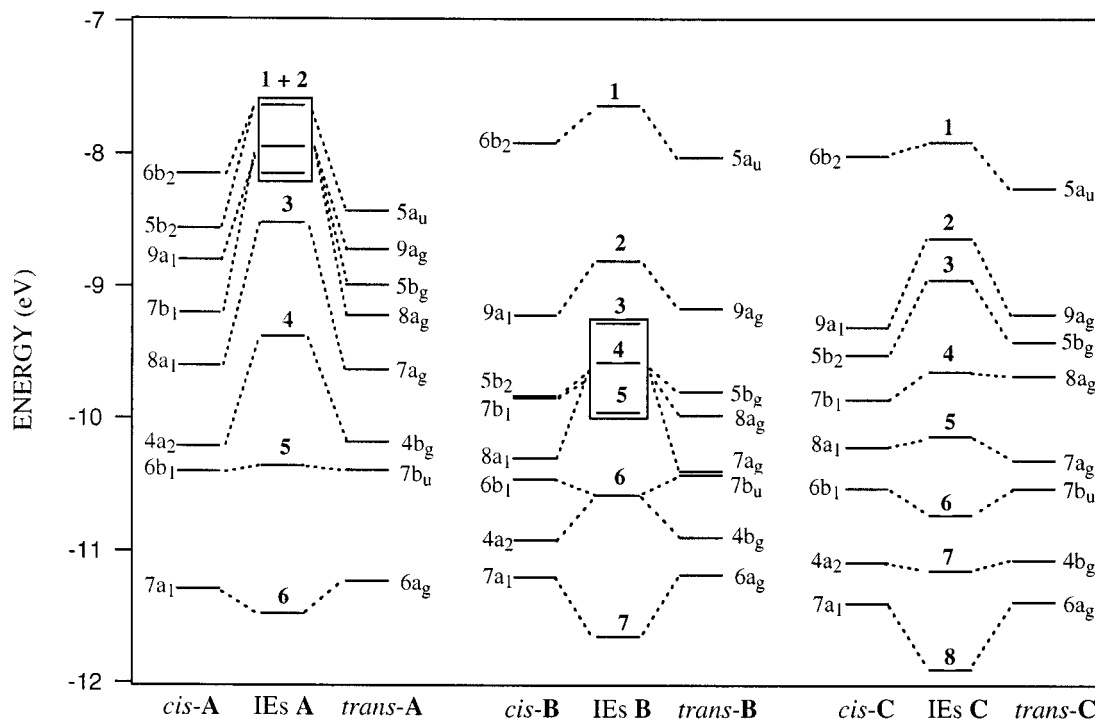 ENERGY (eV)
-7
-8
-9
-10
-11
-12
6b2
5b2
9a1
7b1
8a1
4a2
6b1
7a1
1 + 2
3
4
5
6
5au
9ag
5bg
8ag
7ag
4bg
7bu
6ag
6b2
9a1
5b2
7b1
8a1
6b1
4a2
7a1
1
2
3
4
5
6
7
5au
9ag
5bg
8ag
7ag
7bu
4bg
6ag
6b2
9a1
5b2
7b1
8a1
6b1
4a2
7a1
1
2
3
4
5
6
7
8
5au
9ag
5bg
8ag
7ag
7bu
4bg
6ag
cis-A IEs A trans-A cis-B IEs B trans-B cis-C IEs C trans-C